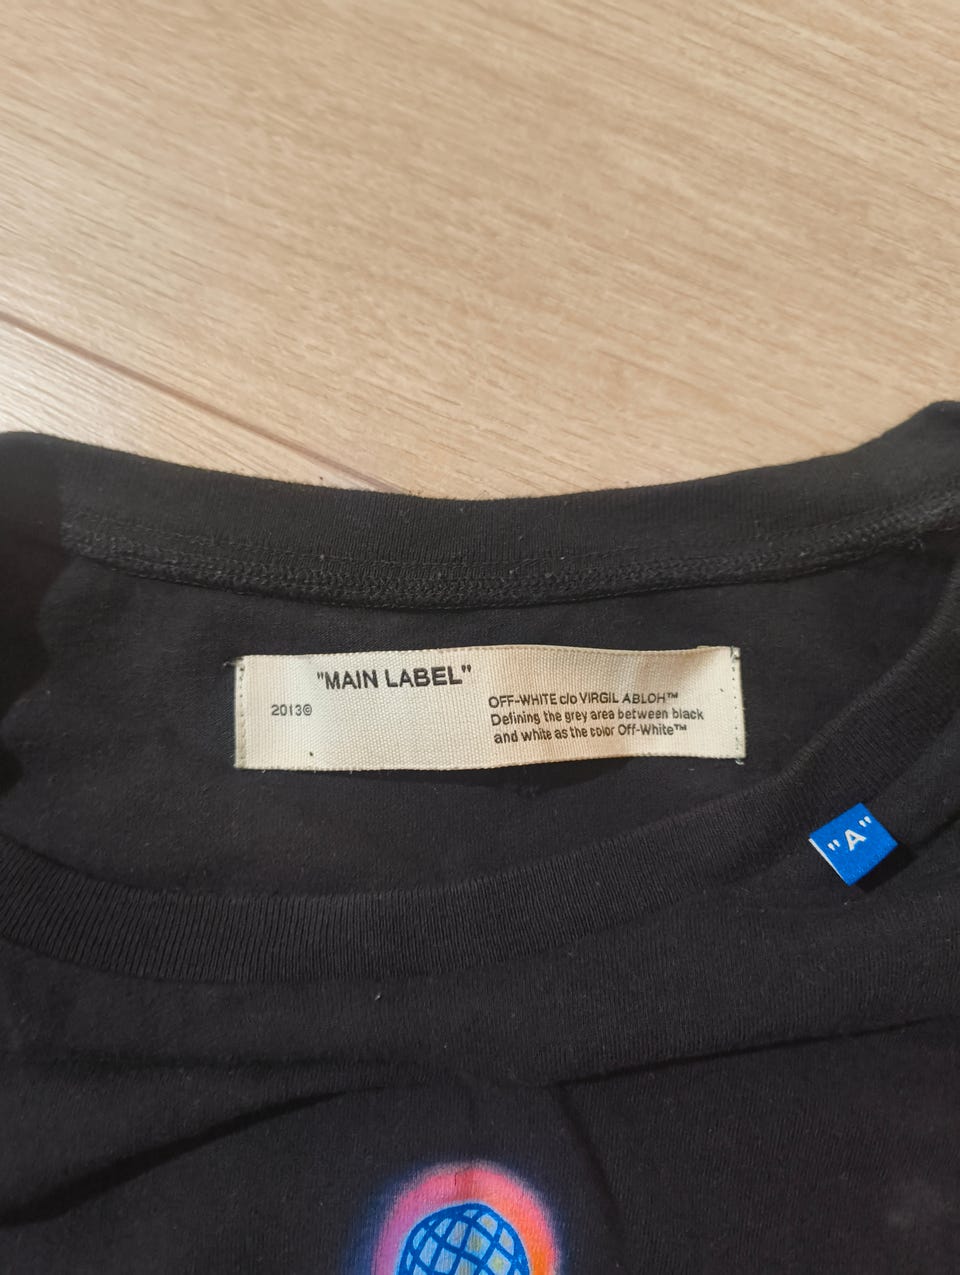 "MAIN LABEL"
2013©
OFF-WHITE c/o VIRGIL ABLOH™
Defining the grey area between black
and white as the color Off-White™
"A"